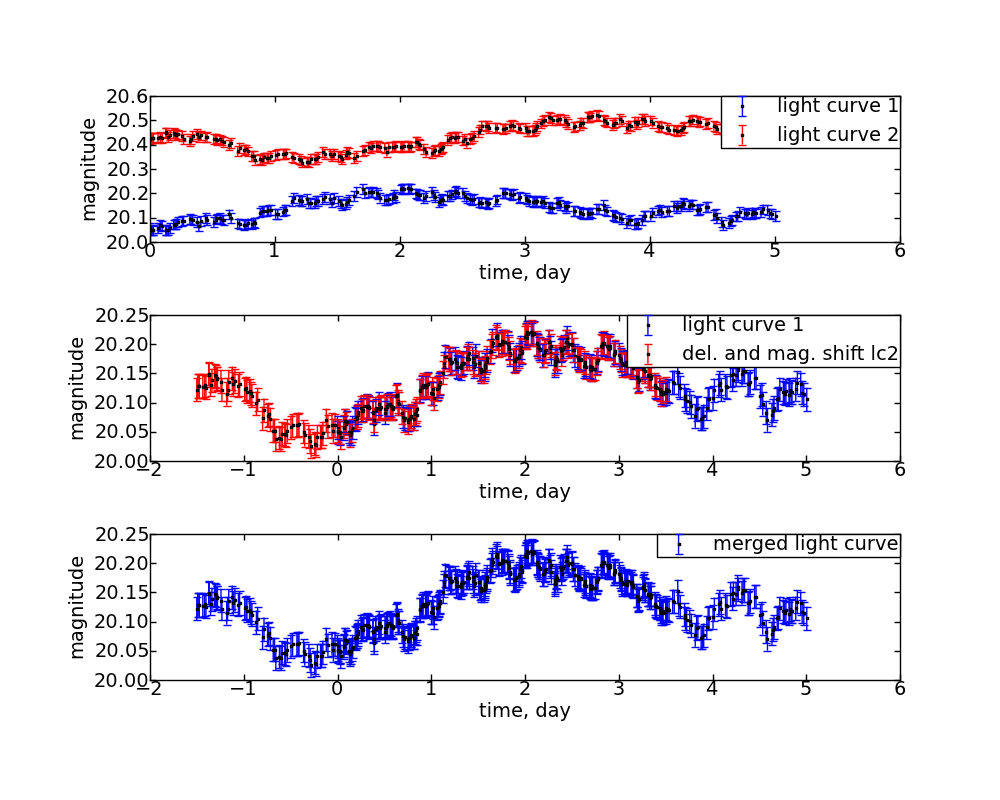 20.6
20.5
20.4
20.3
20.2
20.1
20.0
magnitude
light curve 1
light curve 2
0 1 2 3 4 5 6
time, day
20.25
20.20
20.15
20.10
20.05
20.00
magnitude
light curve 1
del. and mag. shift lc2
−2 −1 0 1 2 3 4 5 6
time, day
20.25
20.20
20.15
20.10
20.05
20.00
magnitude
merged light curve
−2 −1 0 1 2 3 4 5 6
time, day